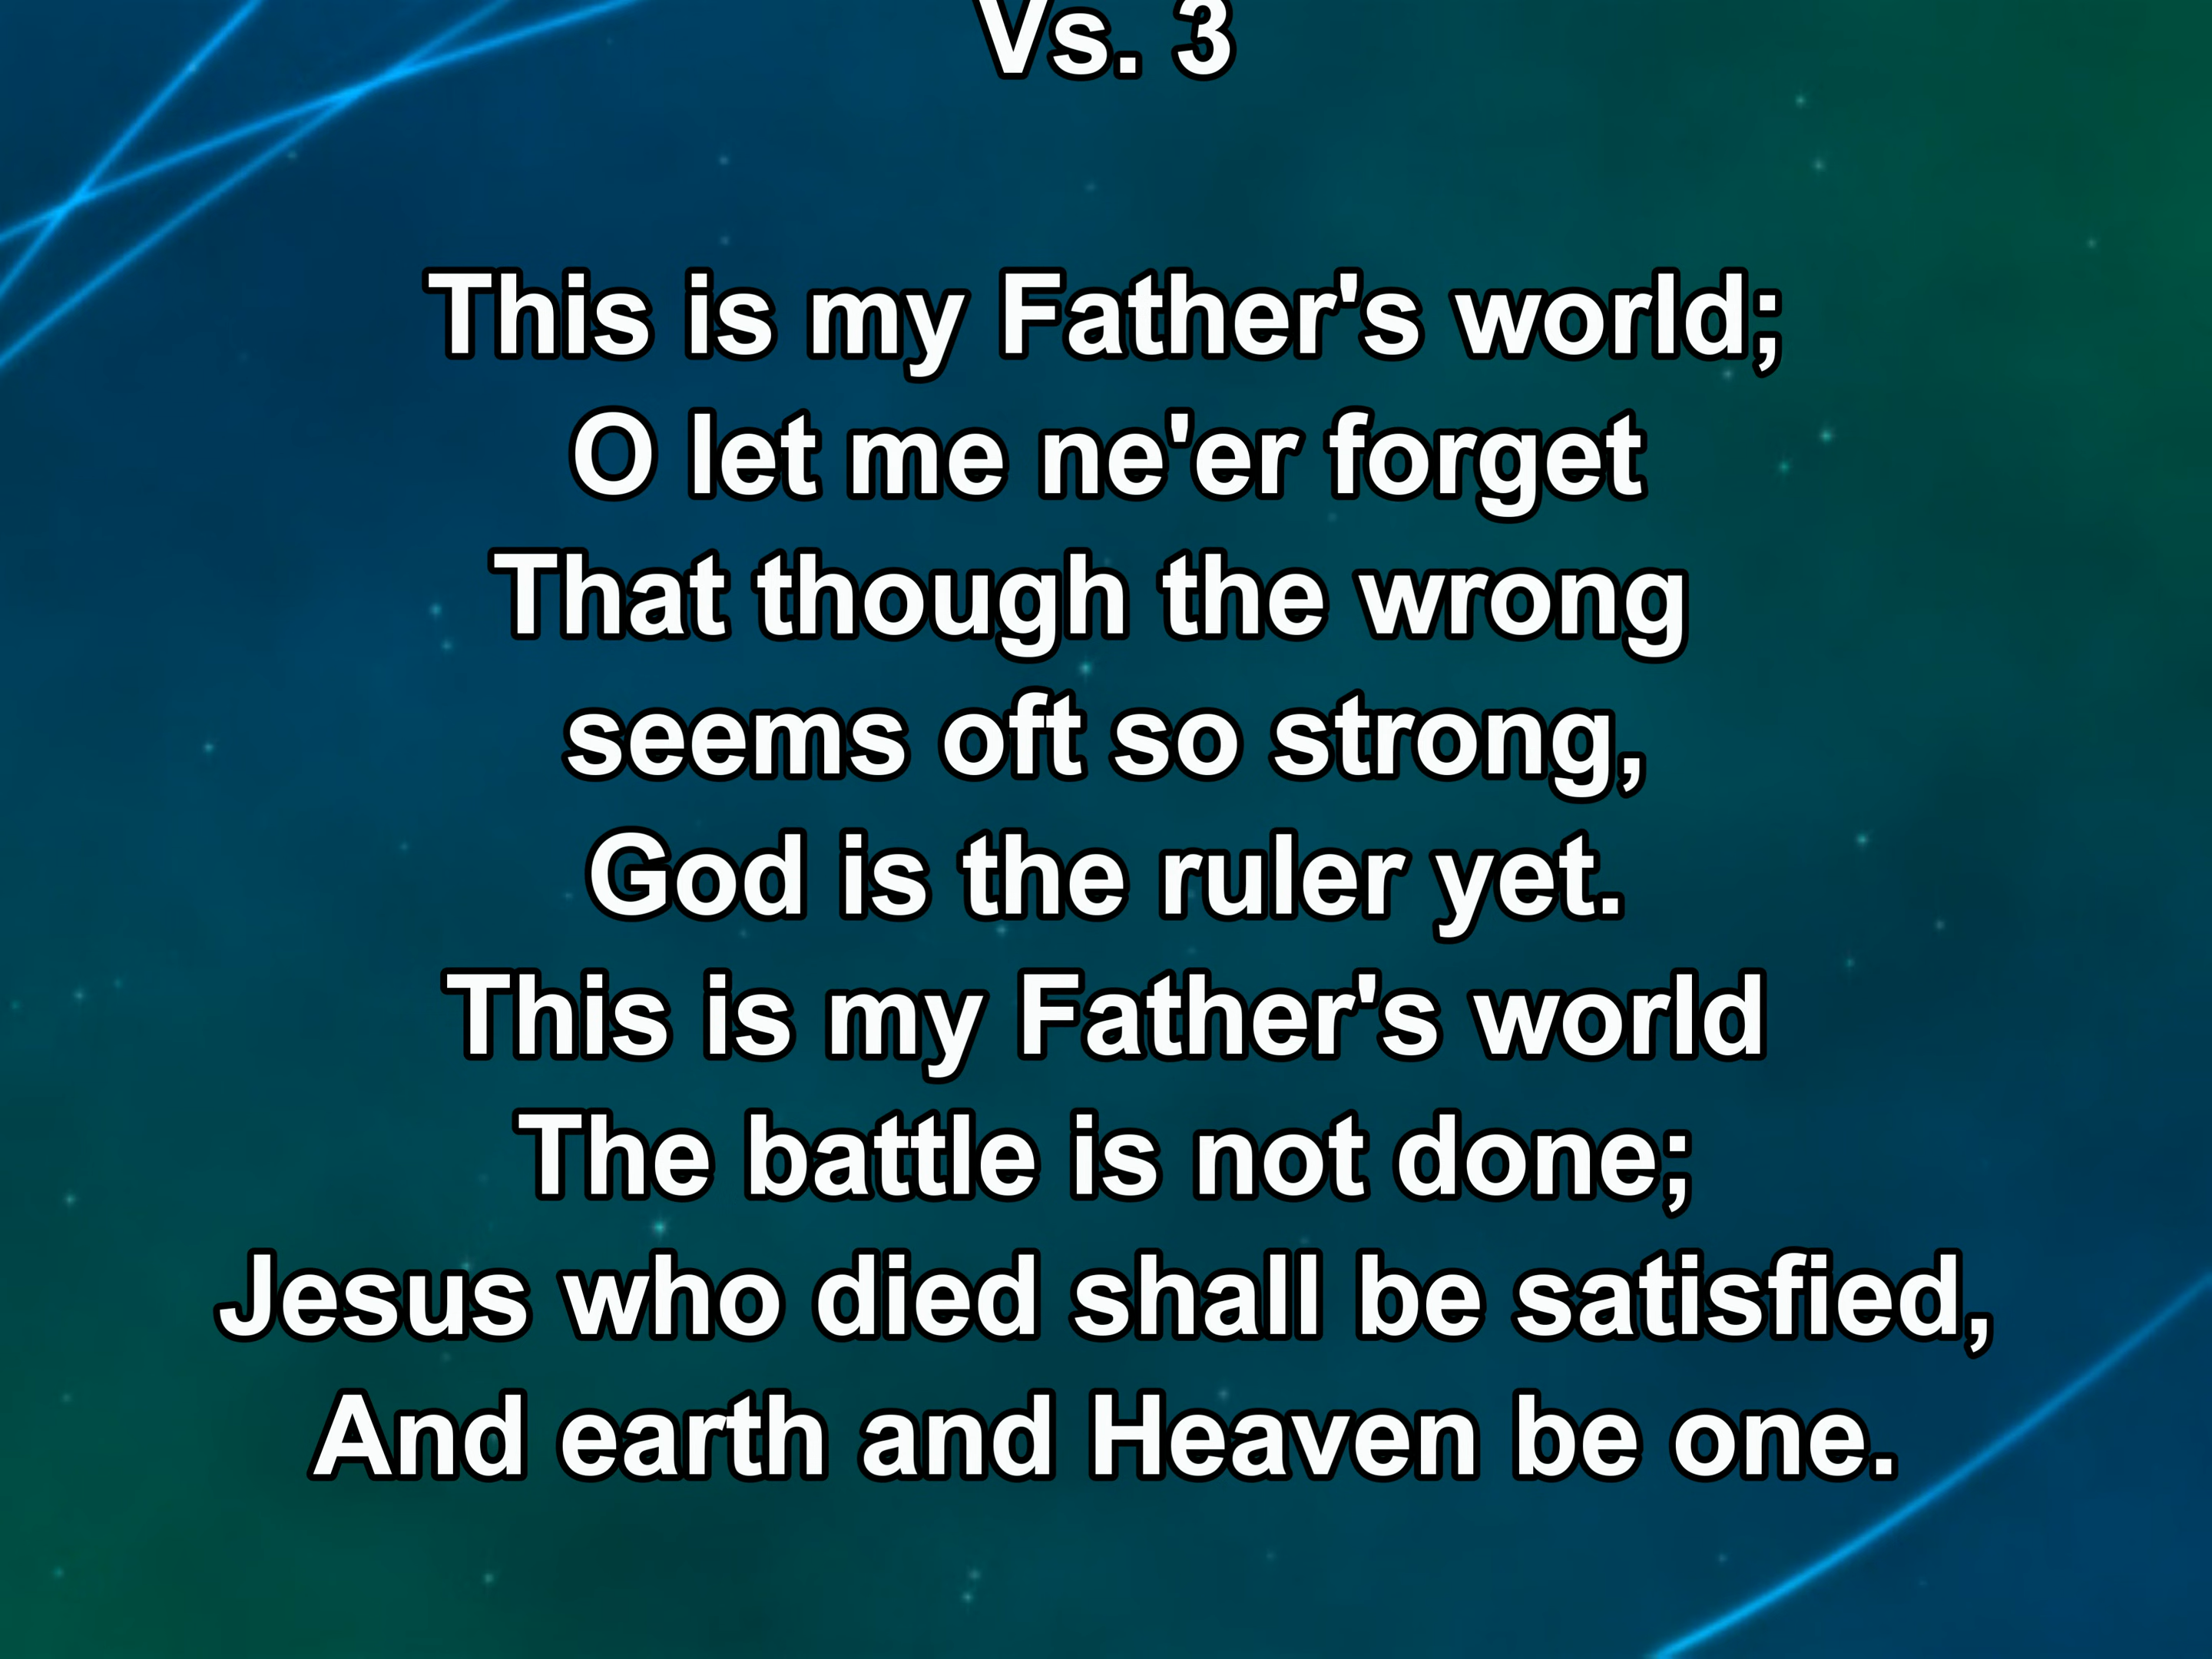 Vs. 3
This is my Father's world;
O let me ne'er forget
That though the wrong
seems oft so strong,
God is the ruler yet.
This is my Father's world
The battle is not done;
Jesus who died shall be satisfied,
And earth and Heaven be one.